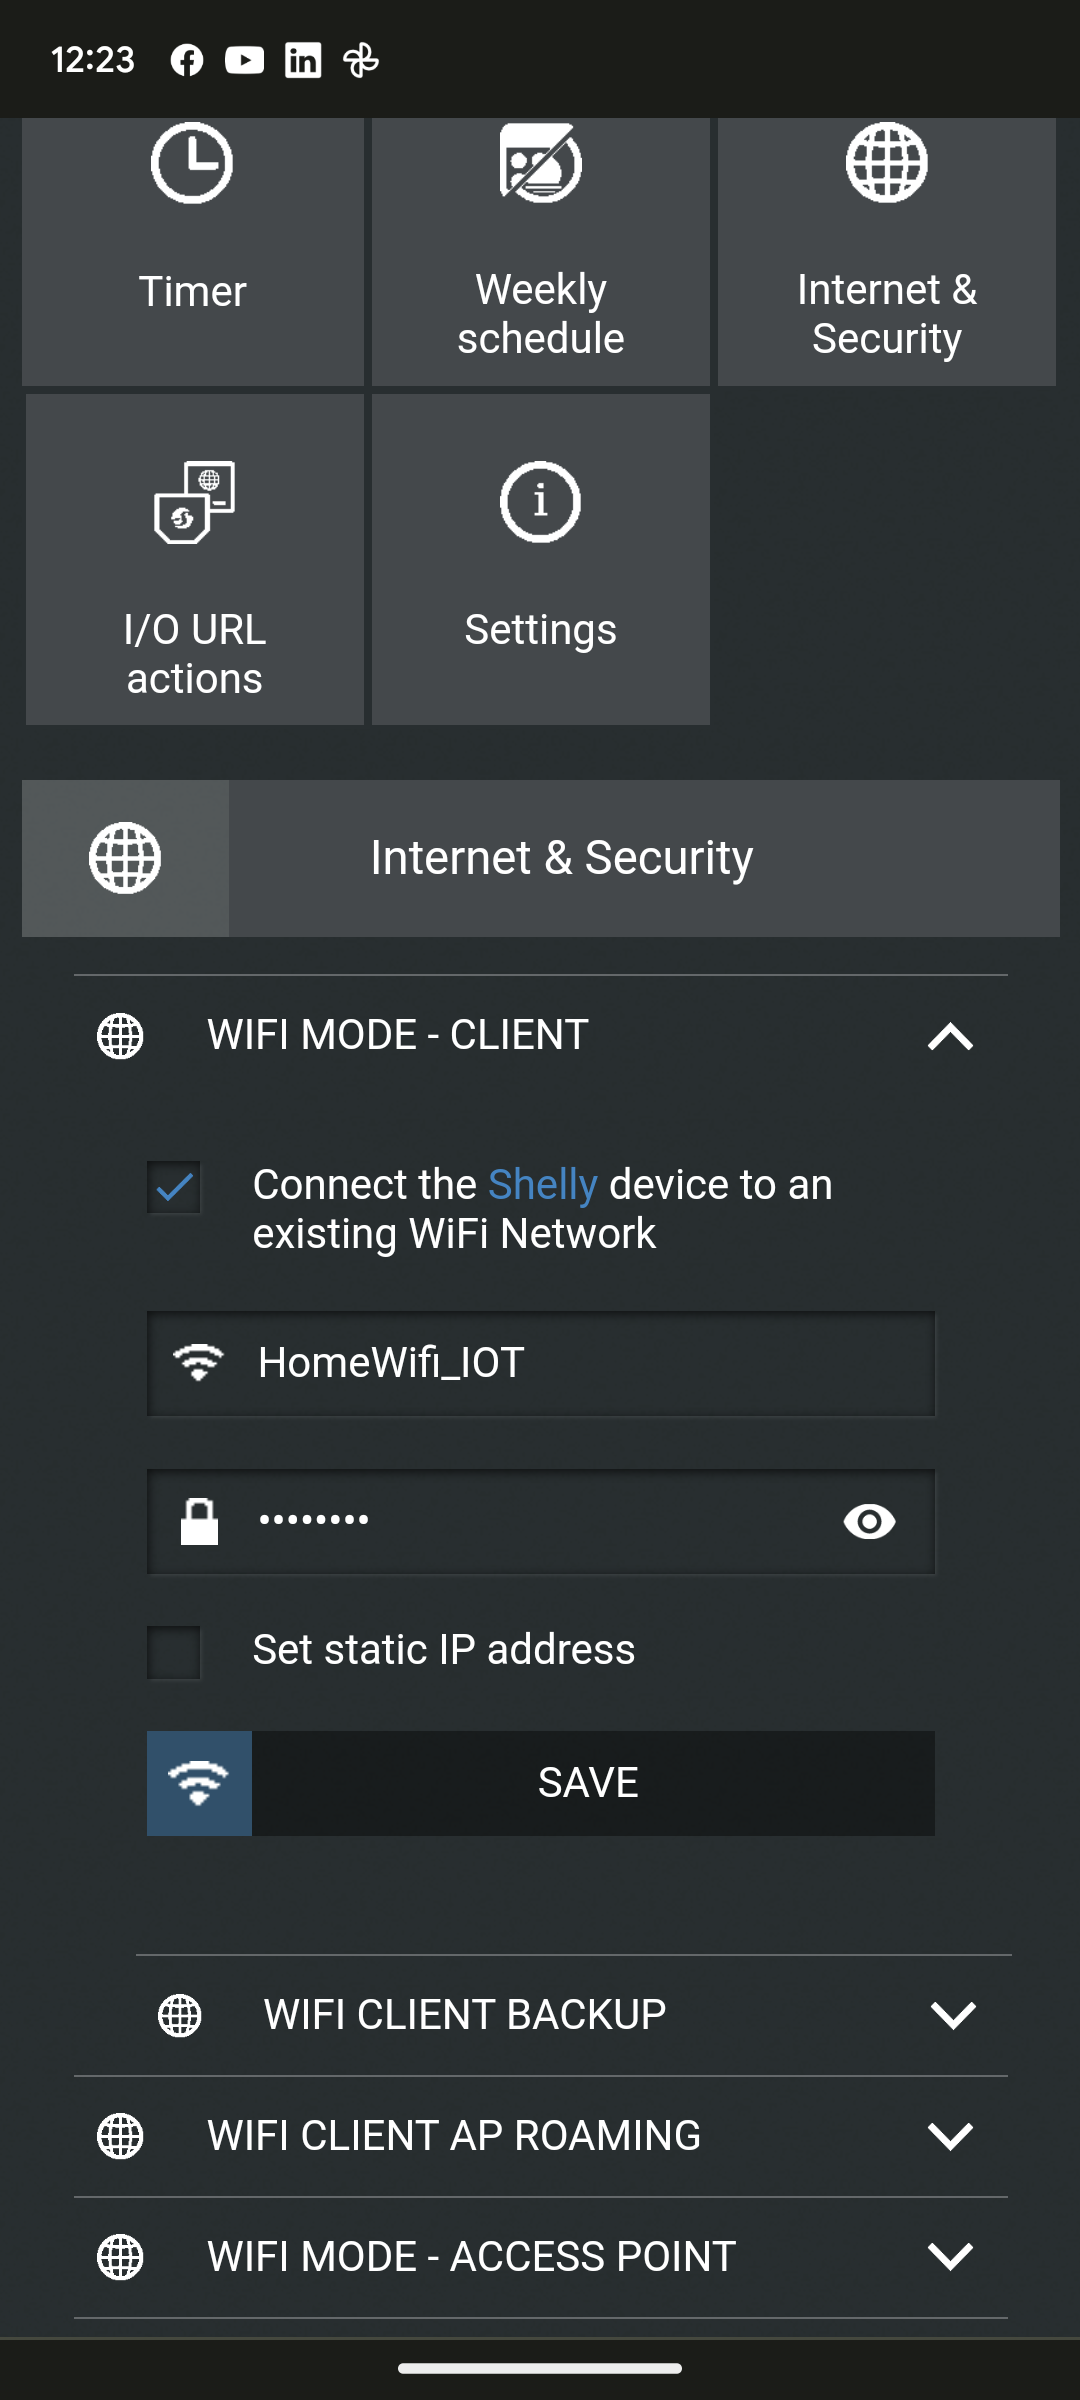 12:23
Timer
Weekly
schedule
Internet &
Security
I/O URL
actions
Settings
Internet & Security
WIFI MODE - CLIENT
Connect the Shelly device to an
existing WiFi Network
HomeWifi_IOT
••••••••
Set static IP address
SAVE
WIFI CLIENT BACKUP
WIFI CLIENT AP ROAMING
WIFI MODE - ACCESS POINT